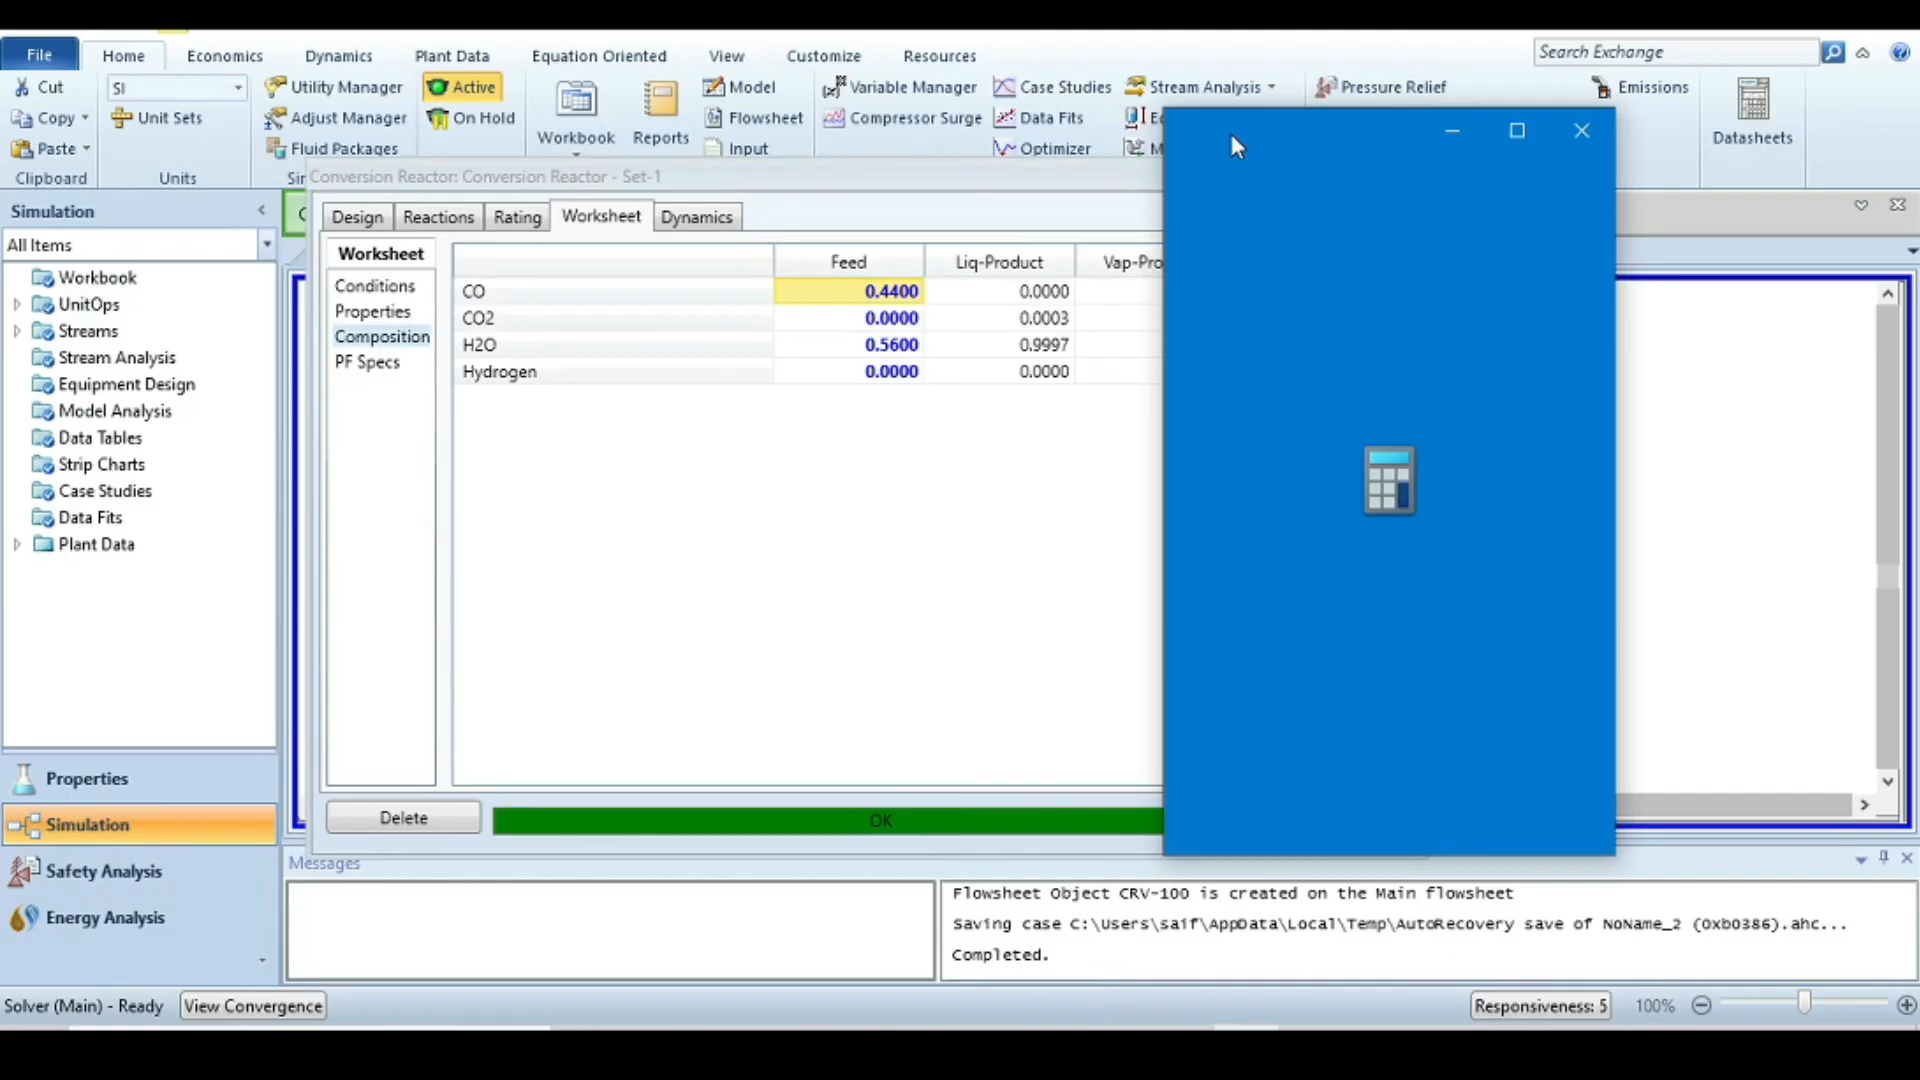 File
Home
Economics
Dynamics
Plant Data
Equation Oriented
View
Customize
Resources
Search Exchange
Cut
SI
Utility Manager
Active
Model
Variable Manager
Case Studies
Stream Analysis
Pressure Relief
Emissions
Copy
Unit Sets
Adjust Manager
On Hold
Workbook
Reports
Flowsheet
Compressor Surge
Data Fits
Datasheets
Paste
Fluid Packages
Input
Optimizer
Clipboard
Units
Conversion Reactor: Conversion Reactor - Set-1
Simulation
All Items
Workbook
UnitOps
Streams
Stream Analysis
Equipment Design
Model Analysis
Data Tables
Strip Charts
Case Studies
Data Fits
Plant Data
Properties
Simulation
Safety Analysis
Energy Analysis
Design
Reactions
Rating
Worksheet
Dynamics
Worksheet
Conditions
Properties
Composition
PF Specs
Feed Liq-Product Vap-Pro
CO 0.4400 0.0000
CO2 0.0000 0.0003
H2O 0.5600 0.9997
Hydrogen 0.0000 0.0000
Delete
OK
Messages
Flowsheet Object CRV-100 is created on the Main flowsheet
Saving case C:\Users\saif\AppData\Local\Temp\AutoRecovery save of NoName_2 (0xb0386).ahc...
Completed.
Solver (Main) - Ready
View Convergence
Responsiveness: 5
100%